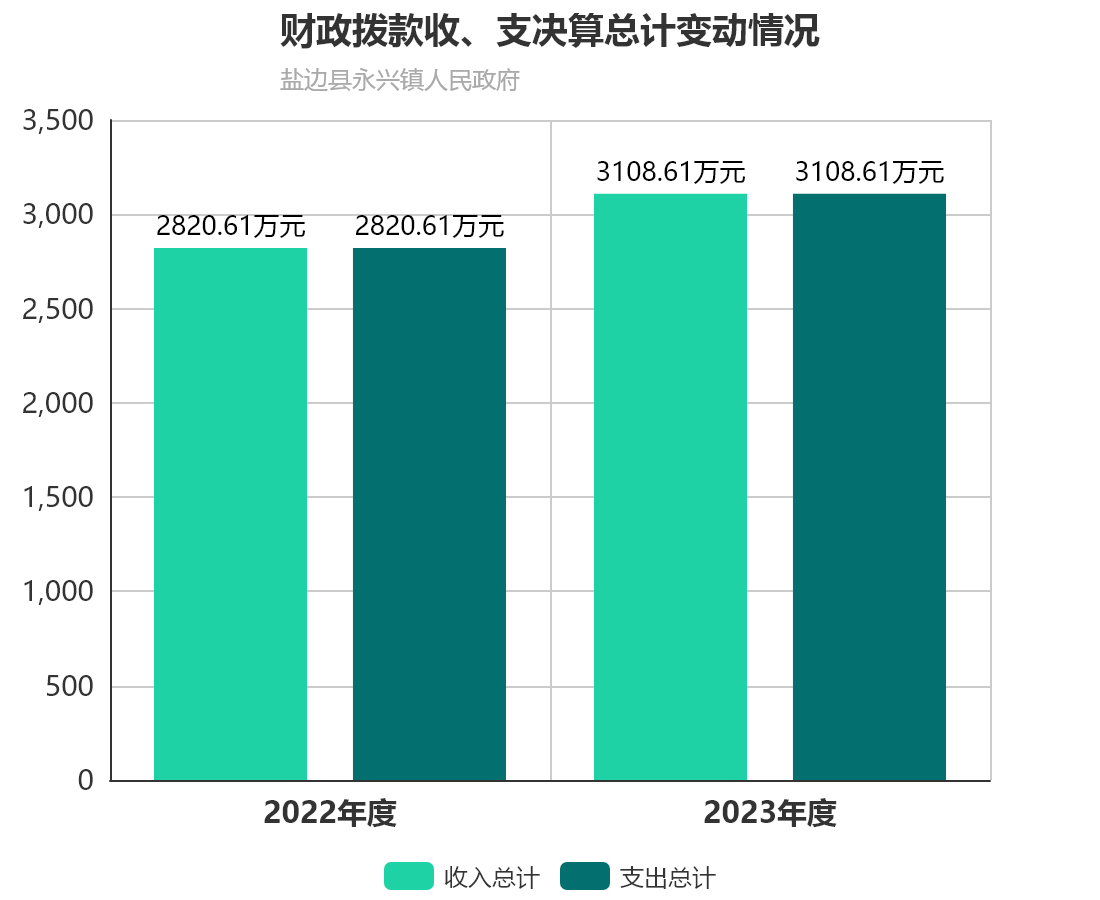 财政拨款收、支决算总计变动情况
盐边县永兴镇人民政府
3,500
3,000
2,500
2,000
1,500
1,000
500
0
2820.61万元
2820.61万元
3108.61万元
3108.61万元
2022年度
2023年度
收入总计
支出总计